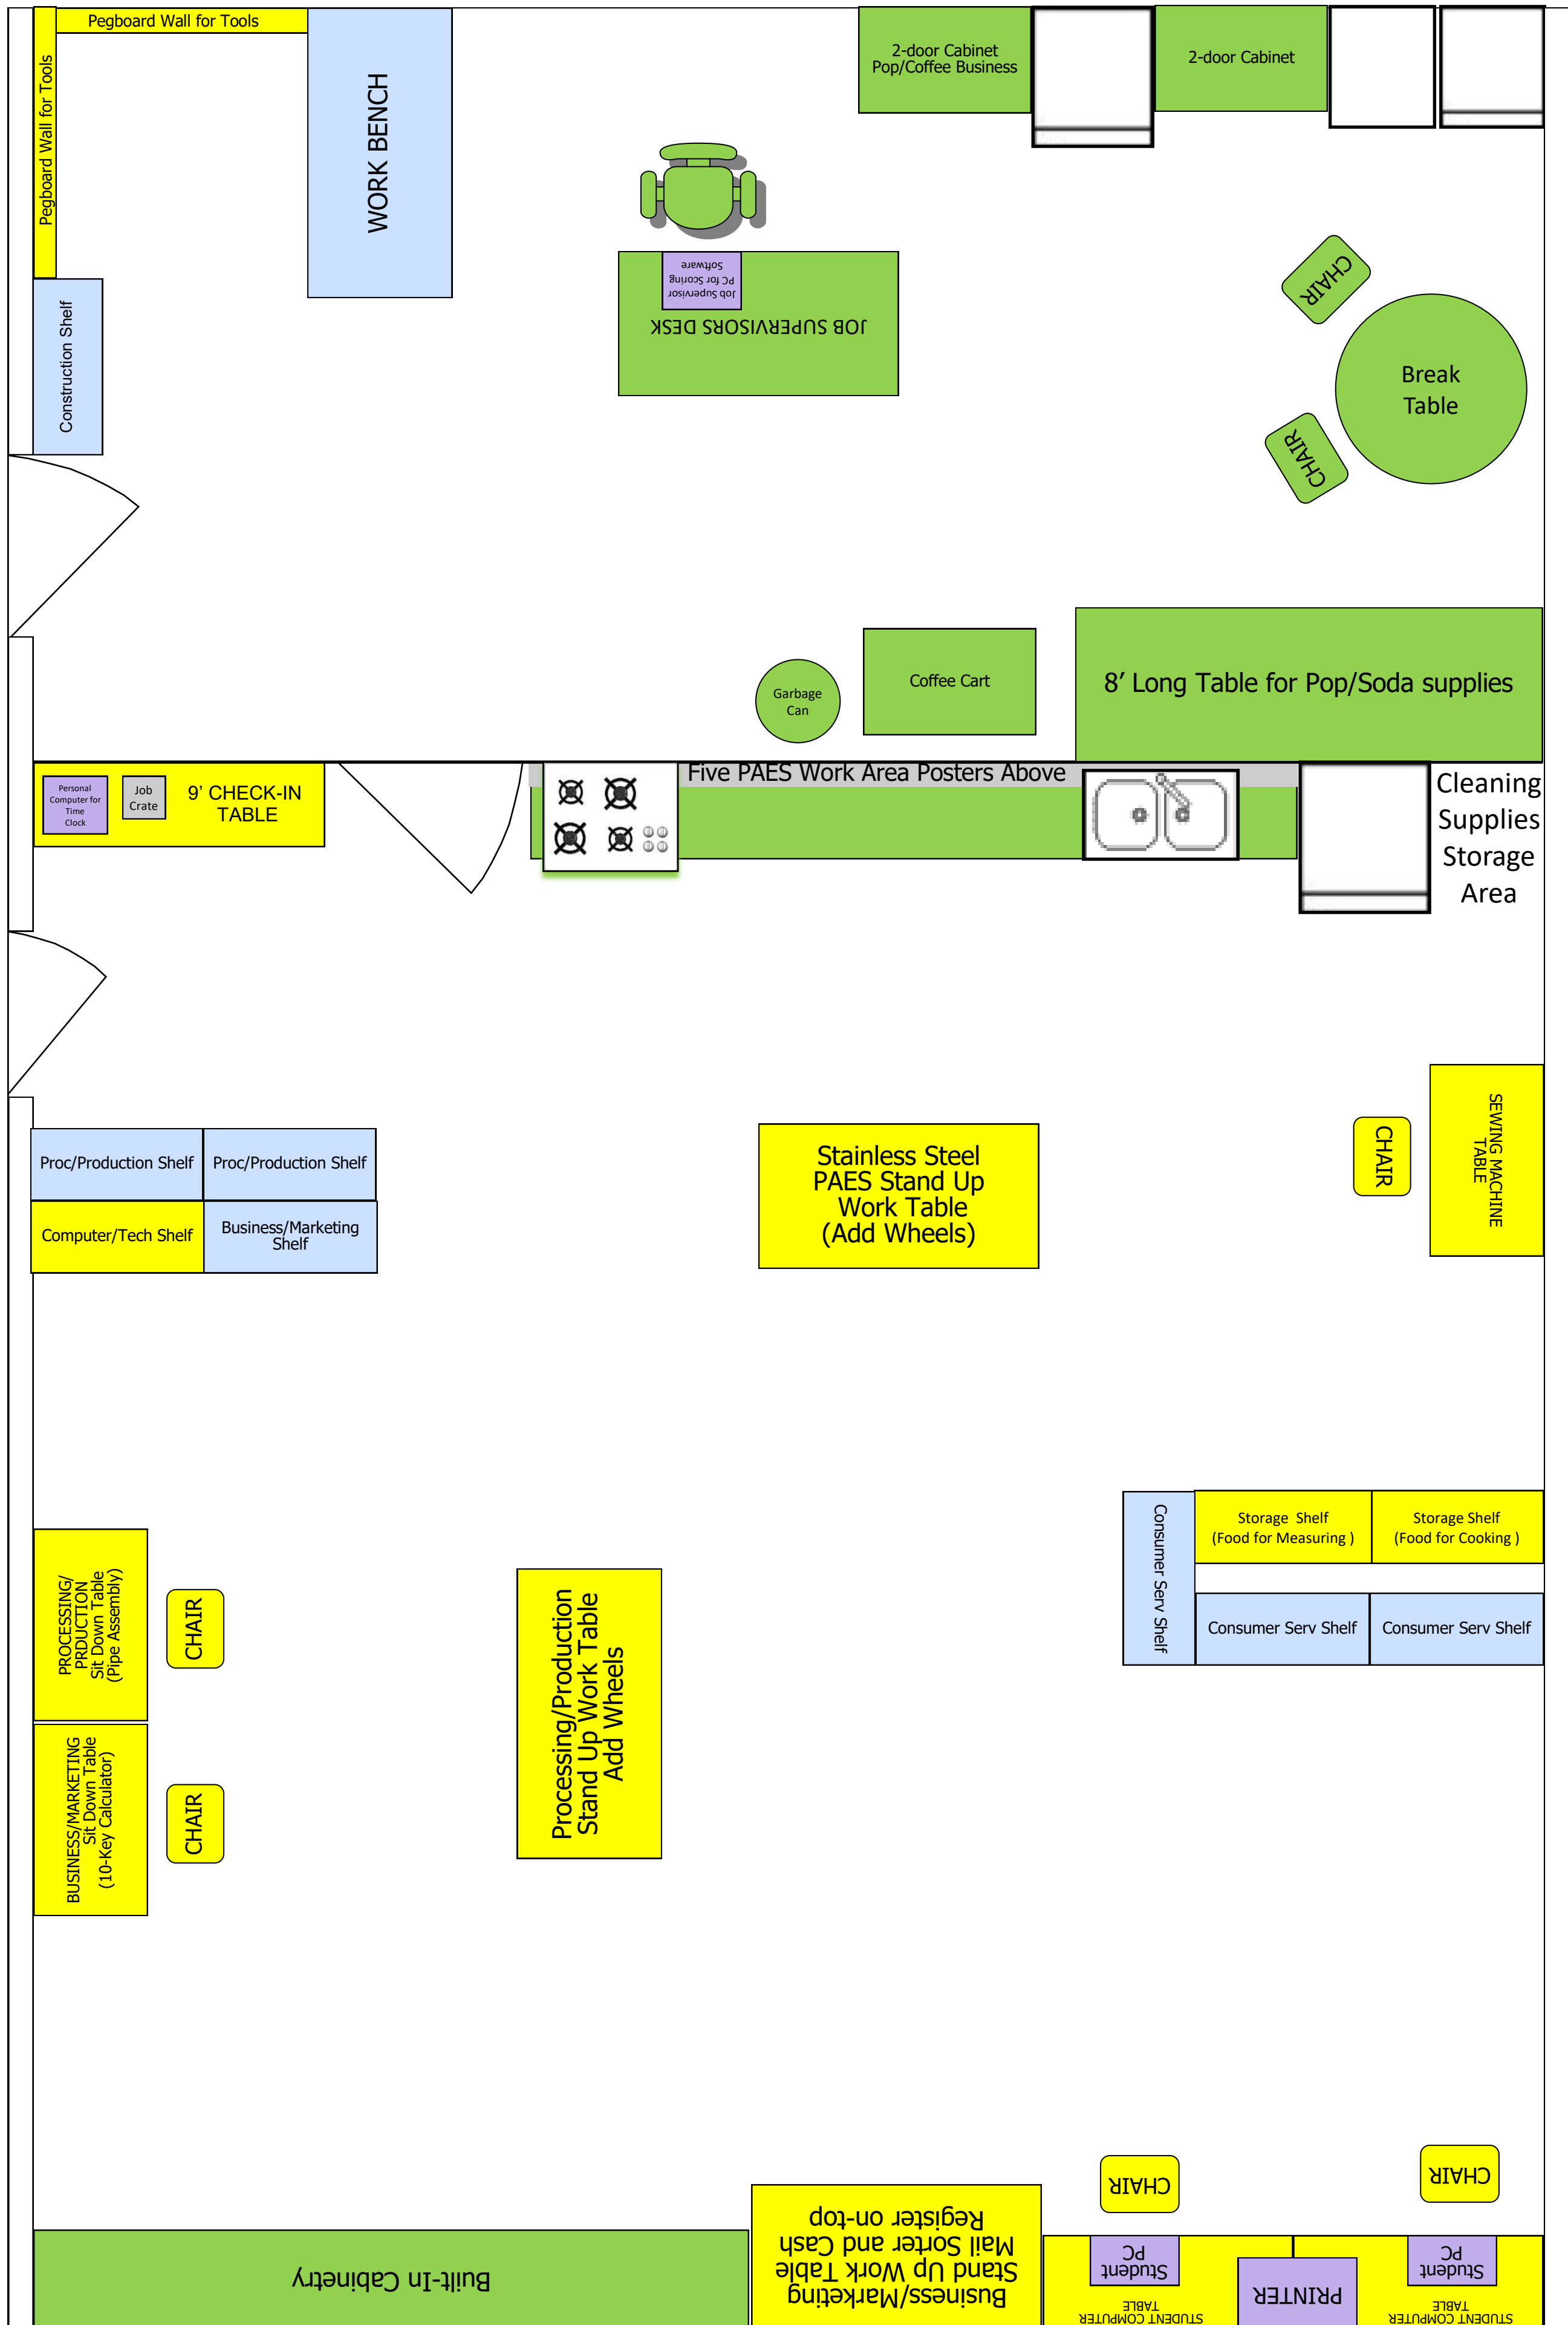 Pegboard Wall for Tools
Pegboard Wall for Tools
WORK BENCH
2-door Cabinet
Pop/Coffee Business
2-door Cabinet
Construction Shelf
Job Supervisor
PC for Scoring
Software
JOB SUPERVISORS DESK
CHAIR
Break
Table
CHAIR
Garbage
Can
Coffee Cart
8’ Long Table for Pop/Soda supplies
Personal
Computer for
Time
Clock
Job
Crate
9’ CHECK-IN
TABLE
Five PAES Work Area Posters Above
Cleaning
Supplies
Storage
Area
Proc/Production Shelf
Proc/Production Shelf
Computer/Tech Shelf
Business/Marketing
Shelf
Stainless Steel
PAES Stand Up
Work Table
(Add Wheels)
CHAIR
SEWING MACHINE
TABLE
Consumer Serv Shelf
Storage Shelf
(Food for Measuring )
Storage Shelf
(Food for Cooking )
Consumer Serv Shelf
Consumer Serv Shelf
PROCESSING/
PRDUCTION
Sit Down Table
(Pipe Assembly)
CHAIR
Processing/Production
Stand Up Work Table
Add Wheels
BUSINESS/MARKETING
Sit Down Table
(10-Key Calculator)
CHAIR
CHAIR
CHAIR
Built-In Cabinetry
Business/Marketing
Stand Up Work Table
Mail Sorter and Cash
Register on-top
Student
PC
STUDENT COMPUTER
TABLE
PRINTER
Student
PC
STUDENT COMPUTER
TABLE